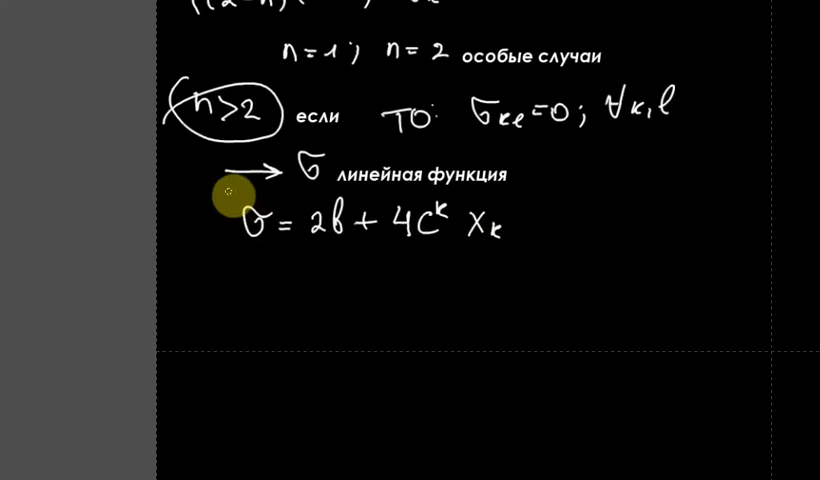 n=1; n=2 особые случаи
n>2 если ТО: σₖₗ=0; ∀k,l
→ σ линейная функция
σ = 2b + 4cᵏ xₖ